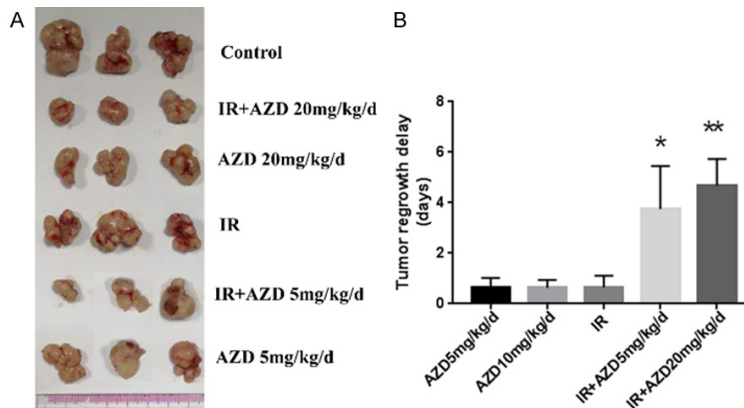 A
Control
IR+AZD 20mg/kg/d
AZD 20mg/kg/d
IR
IR+AZD 5mg/kg/d
AZD 5mg/kg/d
B
Tumor regrowth delay
(days)
8
6
4
2
0
*
**
AZD5mg/kg/d
AZD10mg/kg/d
IR
IR+AZD5mg/kg/d
IR+AZD20mg/kg/d